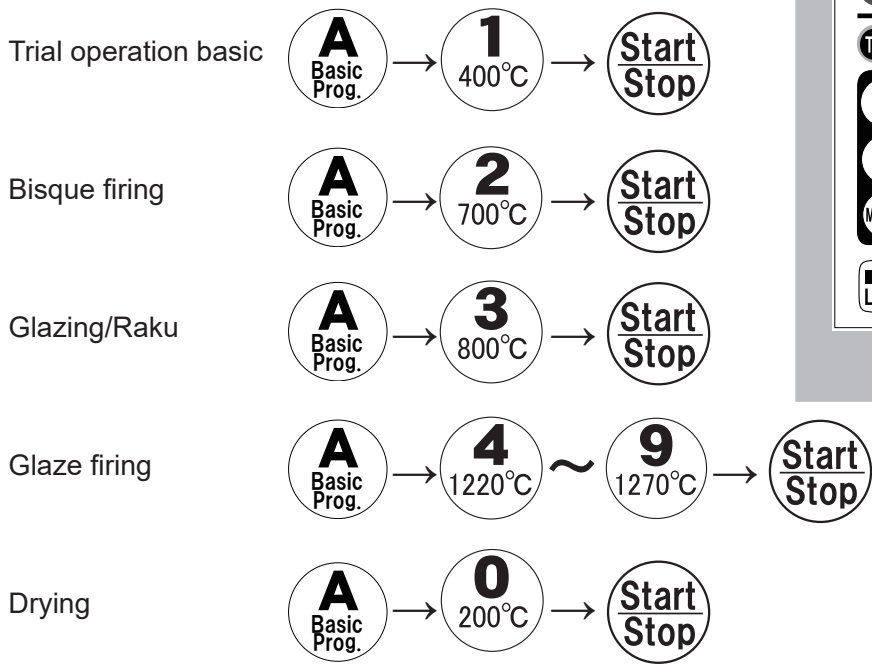 Trial operation basic A Basic Prog. → 1 400°C → Start Stop
Bisque firing A Basic Prog. → 2 700°C → Start Stop
Glazing/Raku A Basic Prog. → 3 800°C → Start Stop
Glaze firing A Basic Prog. → 4 1220°C ~ 9 1270°C → Start Stop
Drying A Basic Prog. → 0 200°C → Start Stop